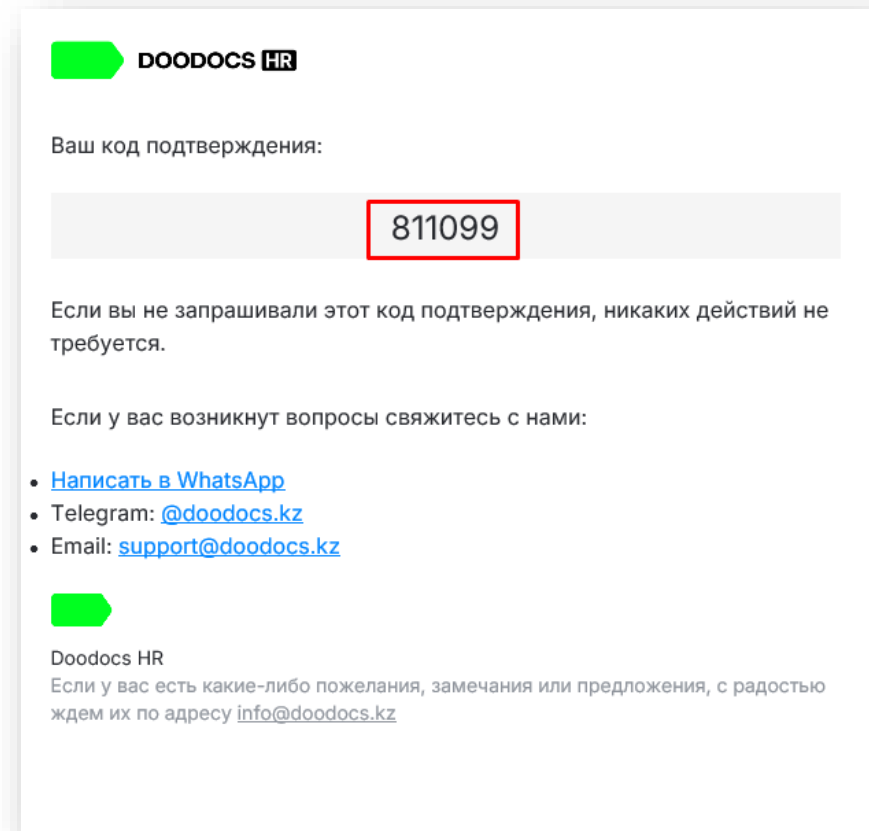 DOODOCS HR
Ваш код подтверждения:
811099
Если вы не запрашивали этот код подтверждения, никаких действий не
требуется.
Если у вас возникнут вопросы свяжитесь с нами:
Написать в WhatsApp
Telegram: @doodocs.kz
Email: support@doodocs.kz
Doodocs HR
Если у вас есть какие-либо пожелания, замечания или предложения, с радостью
ждем их по адресу info@doodocs.kz